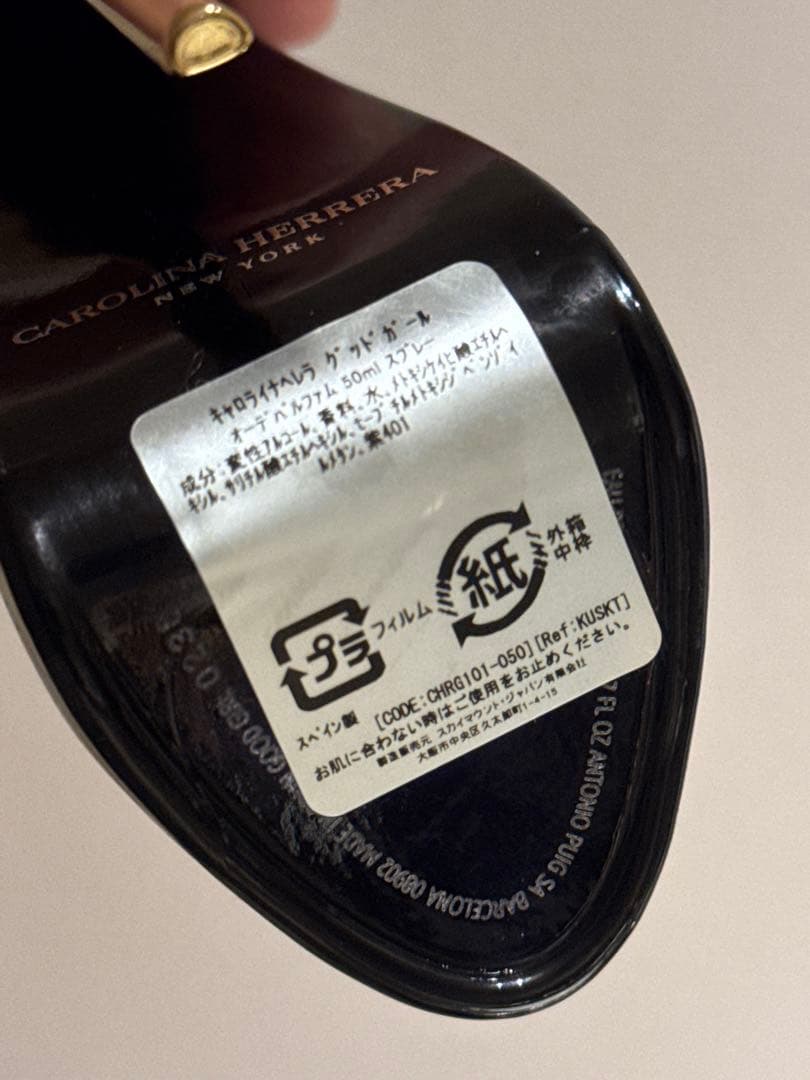 CAROLINA HERRERA
NEW YORK
キャロライナヘレラ グッドガール
オーデパルファム 50ml スプレー
成分:変性アルコール、香料、水、メトキシケイヒ酸エチルヘ
キシル、サリチル酸エチルヘキシル、t-ブチルメトキシジベンゾイ
ルメタン、紫401
プラ
フィルム
紙
外箱
中枠
スペイン製 [CODE:CHRG101-050][Ref:KUSKT]
お肌に合わない時はご使用をお止めください。
製造販売元 スカイマウント・ジャパン有限会社
大阪市中央区久太郎町1-4-15
7 FL OZ ANTONIO PUIG SA BARCELONA 08902 MADE IN GOOD GIRL 023